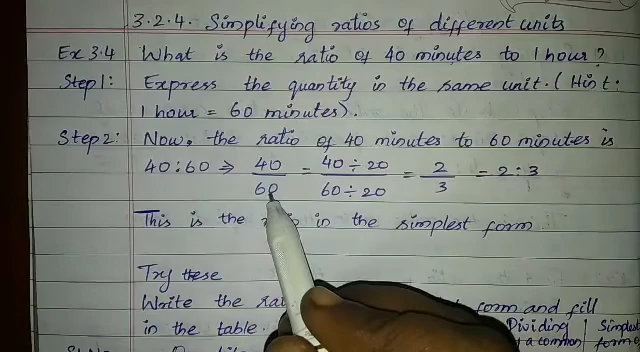 3.2.4. Simplifying ratios of different units
Ex 3.4 What is the ratio of 40 minutes to 1 hour?
Step 1: Express the quantity in the same unit. (Hint:
1 hour = 60 minutes).
Step 2: Now, the ratio of 40 minutes to 60 minutes is
40:60 ⇒ 40/60 = 40÷20/60÷20 = 2/3 = 2:3
This is the in the simplest form
Try these
Write the form and fill
in the table. Dividing | Simplest
a common | form